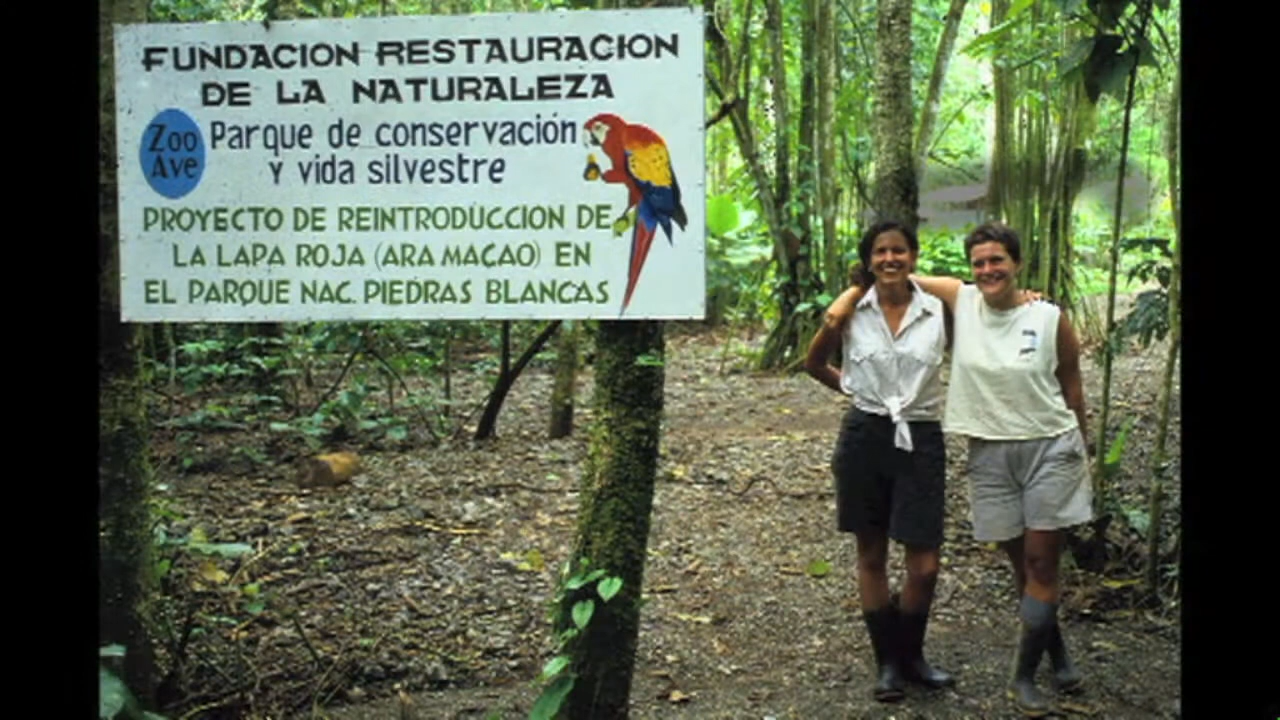 FUNDACION RESTAURACION
DE LA NATURALEZA
Zoo
Ave
Parque de conservación
y vida silvestre
PROYECTO DE REINTRODUCCION DE
LA LAPA ROJA (ARA MACAO) EN
EL PARQUE NAC. PIEDRAS BLANCAS